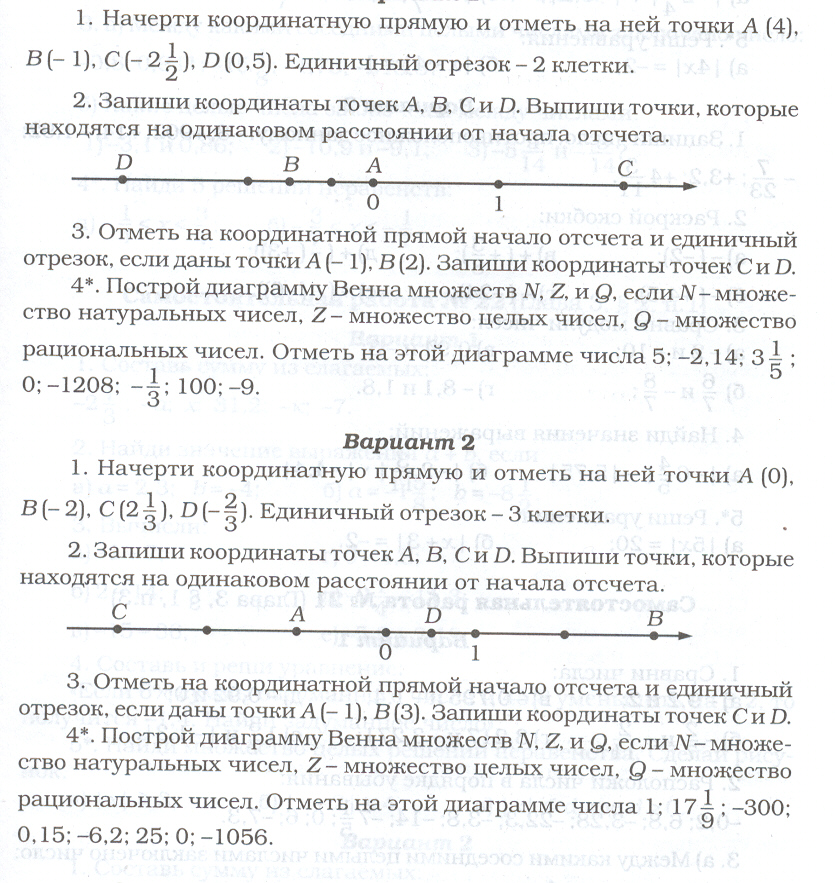 1. Начерти координатную прямую и отметь на ней точки A (4),
B (– 1), C (– 2 1/2), D (0,5). Единичный отрезок – 2 клетки.
2. Запиши координаты точек A, B, C и D. Выпиши точки, которые
находятся на одинаковом расстоянии от начала отсчета.
D B A C
0 1
3. Отметь на координатной прямой начало отсчета и единичный
отрезок, если даны точки A (– 1), B (2). Запиши координаты точек C и D.
4*. Построй диаграмму Венна множеств N, Z, и Q, если N – множе-
ство натуральных чисел, Z – множество целых чисел, Q – множество
рациональных чисел. Отметь на этой диаграмме числа 5; –2,14; 3 1/5 ;
0; –1208; – 1/3; 100; –9.
Вариант 2
1. Начерти координатную прямую и отметь на ней точки A (0),
B (– 2), C (2 1/3), D (– 2/3). Единичный отрезок – 3 клетки.
2. Запиши координаты точек A, B, C и D. Выпиши точки, которые
находятся на одинаковом расстоянии от начала отсчета.
C A D B
0 1
3. Отметь на координатной прямой начало отсчета и единичный
отрезок, если даны точки A (– 1), B (3). Запиши координаты точек C и D.
4*. Построй диаграмму Венна множеств N, Z, и Q, если N – множе-
ство натуральных чисел, Z – множество целых чисел, Q – множество
рациональных чисел. Отметь на этой диаграмме числа 1; 17 1/9 ; –300;
0,15; –6,2; 25; 0; –1056.